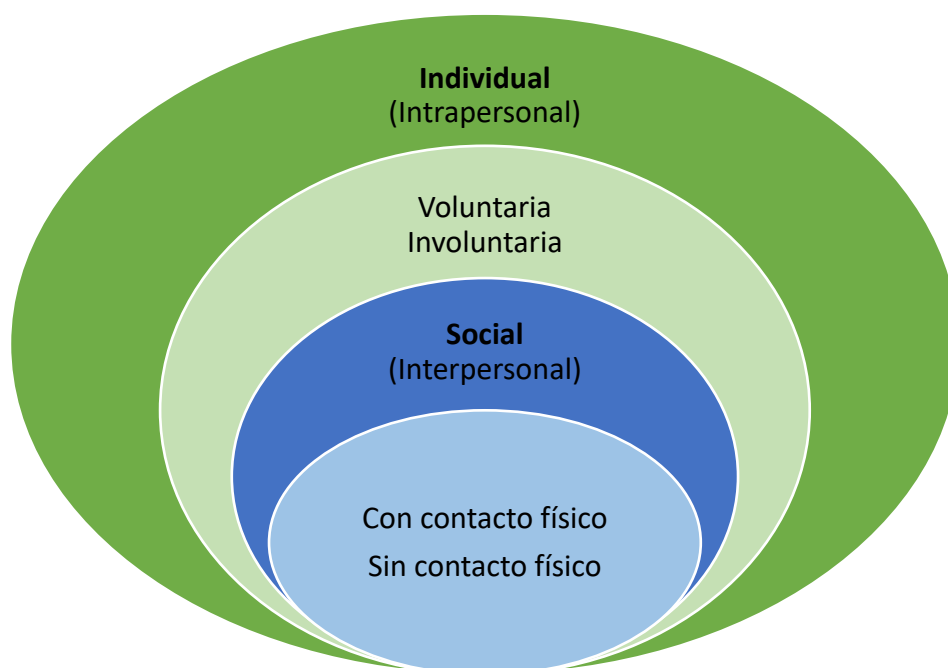 Individual
(Intrapersonal)
Voluntaria
Involuntaria
Social
(Interpersonal)
Con contacto físico
Sin contacto físico